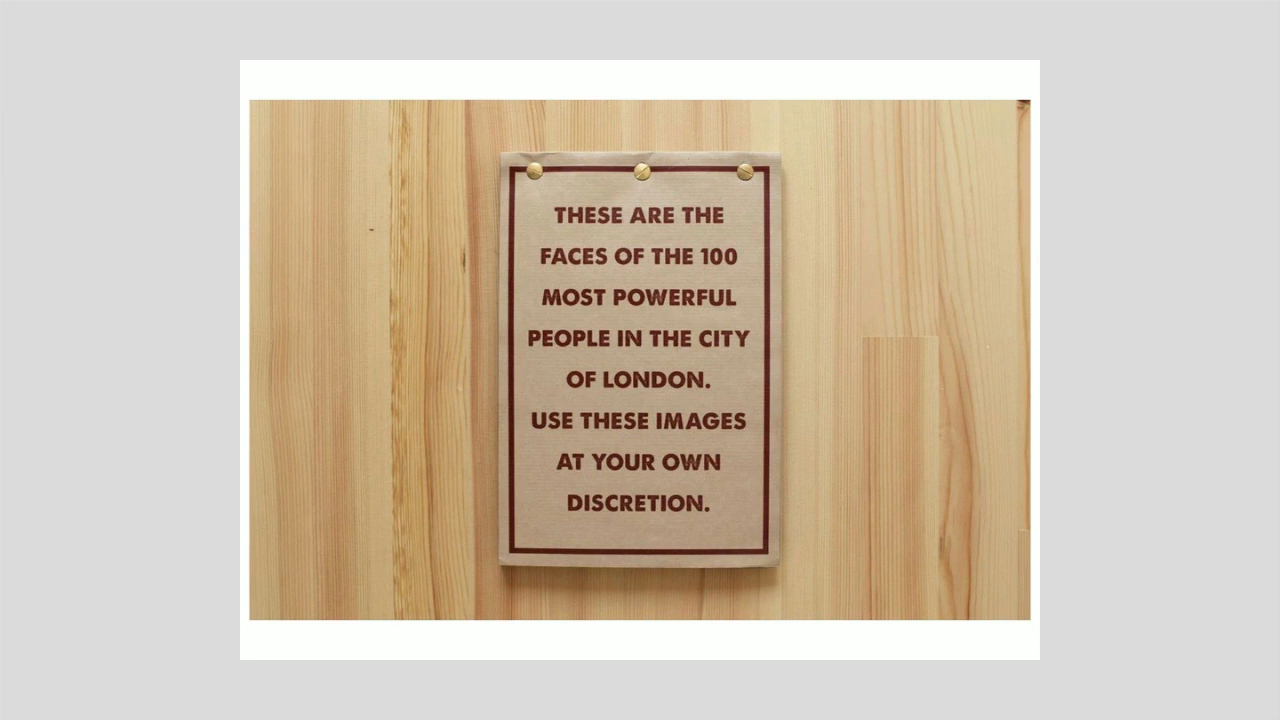 THESE ARE THE
FACES OF THE 100
MOST POWERFUL
PEOPLE IN THE CITY
OF LONDON.
USE THESE IMAGES
AT YOUR OWN
DISCRETION.